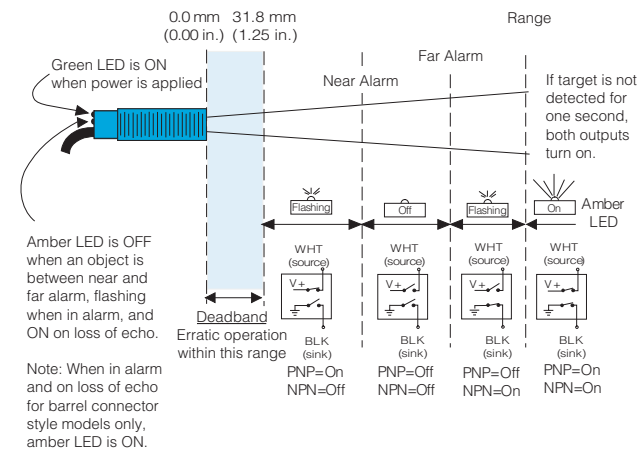 0.0 mm 31.8 mm
(0.00 in.) (1.25 in.)
Range
Far Alarm
Near Alarm
Green LED is ON
when power is applied
If target is not
detected for
one second,
both outputs
turn on.
Flashing
Off
Flashing
On
Amber
LED
Amber LED is OFF
when an object is
between near and
far alarm, flashing
when in alarm, and
ON on loss of echo.
Note: When in alarm
and on loss of echo
for barrel connector
style models only,
amber LED is ON.
Deadband
Erratic operation
within this range
WHT
(source)
V+
BLK
(sink)
PNP=On
NPN=Off
WHT
(source)
V+
BLK
(sink)
PNP=Off
NPN=Off
WHT
(source)
V+
BLK
(sink)
PNP=Off
NPN=On
WHT
(source)
V+
BLK
(sink)
PNP=On
NPN=On